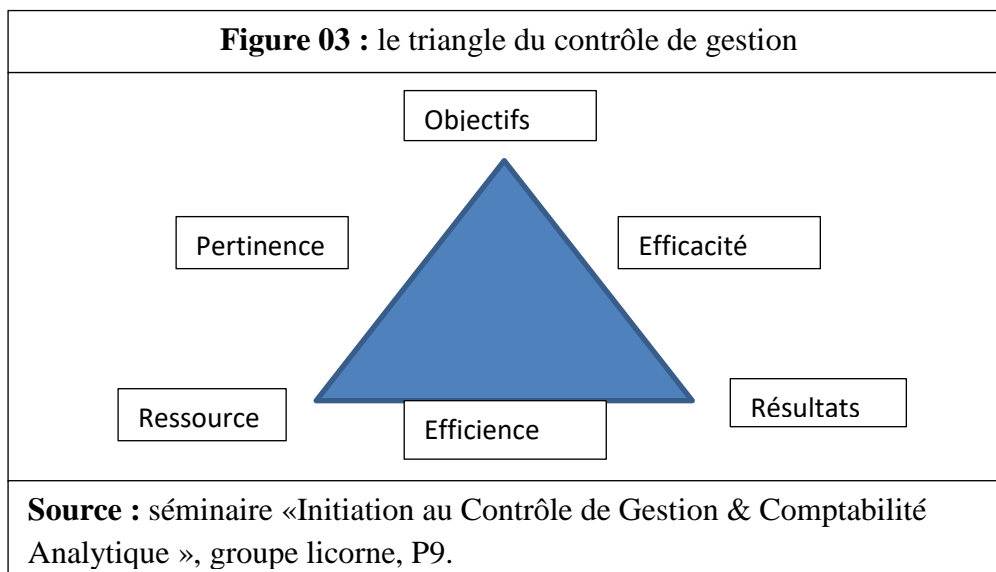 Figure 03 : le triangle du contrôle de gestion
Objectifs
Pertinence
Efficacité
Ressource
Efficience
Résultats
Source : séminaire «Initiation au Contrôle de Gestion & Comptabilité
Analytique », groupe licorne, P9.